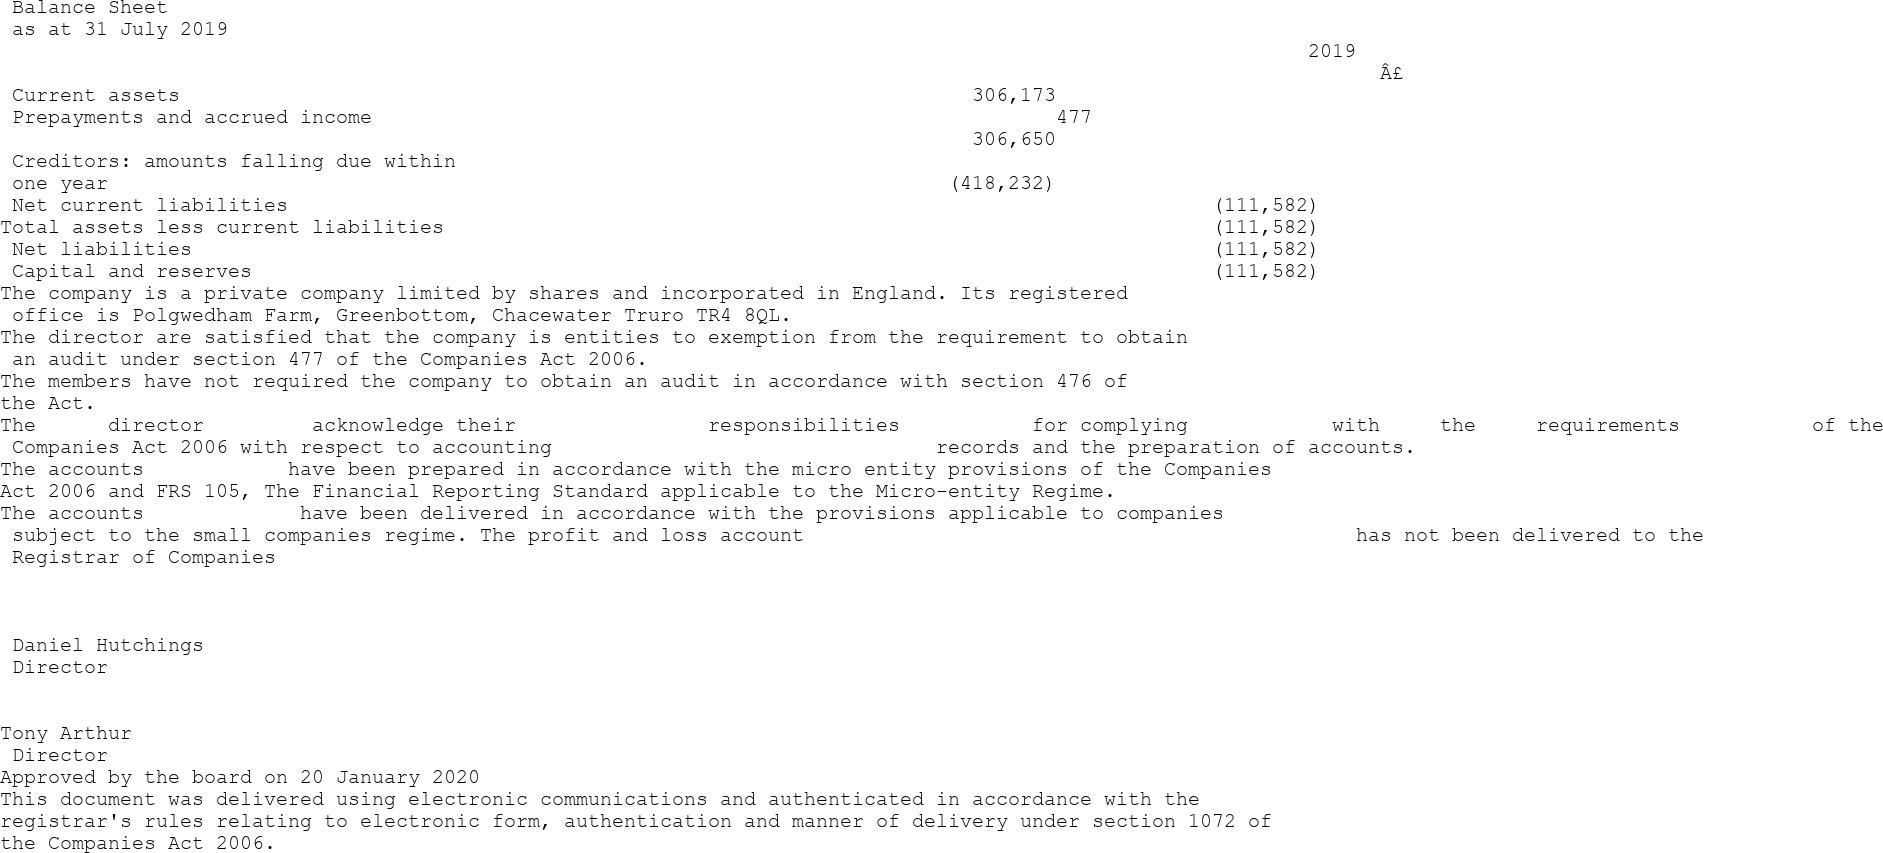 Balance Sheet
as at 31 July 2019
2019
Â£
Current assets 306,173
Prepayments and accrued income 477
306,650
Creditors: amounts falling due within
one year (418,232)
Net current liabilities (111,582)
Total assets less current liabilities (111,582)
Net liabilities (111,582)
Capital and reserves (111,582)
The company is a private company limited by shares and incorporated in England. Its registered
office is Polgwedham Farm, Greenbottom, Chacewater Truro TR4 8QL.
The director are satisfied that the company is entities to exemption from the requirement to obtain
an audit under section 477 of the Companies Act 2006.
The members have not required the company to obtain an audit in accordance with section 476 of
the Act.
The director acknowledge their responsibilities for complying with the requirements of the
Companies Act 2006 with respect to accounting records and the preparation of accounts.
The accounts have been prepared in accordance with the micro entity provisions of the Companies
Act 2006 and FRS 105, The Financial Reporting Standard applicable to the Micro-entity Regime.
The accounts have been delivered in accordance with the provisions applicable to companies
subject to the small companies regime. The profit and loss account has not been delivered to the
Registrar of Companies
Daniel Hutchings
Director
Tony Arthur
Director
Approved by the board on 20 January 2020
This document was delivered using electronic communications and authenticated in accordance with the
registrar's rules relating to electronic form, authentication and manner of delivery under section 1072 of
the Companies Act 2006.